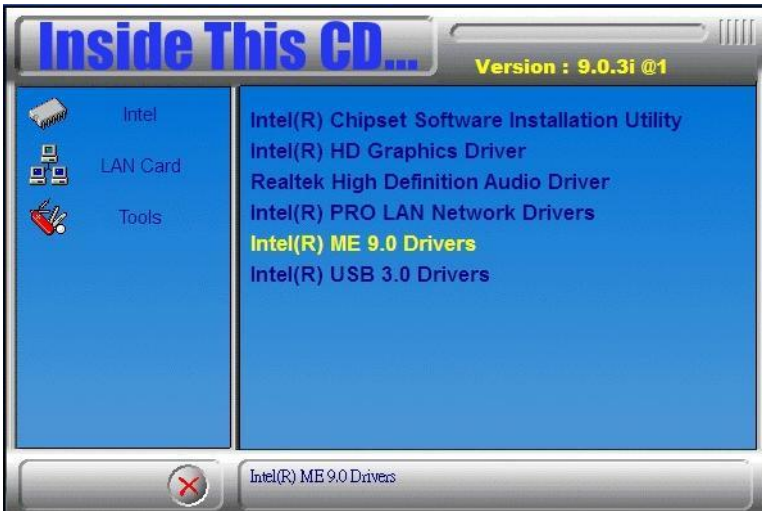 Inside This CD...
Version : 9.0.3i @1
Intel
LAN Card
Tools
Intel(R) Chipset Software Installation Utility
Intel(R) HD Graphics Driver
Realtek High Definition Audio Driver
Intel(R) PRO LAN Network Drivers
Intel(R) ME 9.0 Drivers
Intel(R) USB 3.0 Drivers
Intel(R) ME 9.0 Drivers